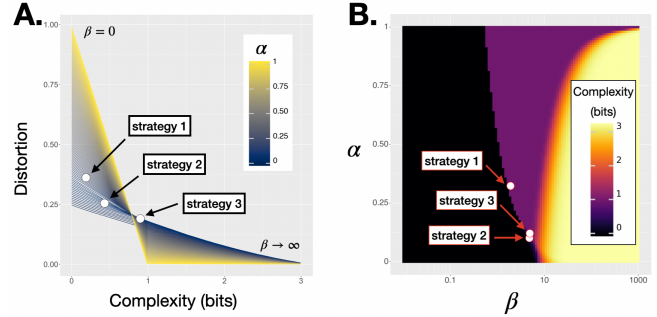 A.
β = 0
α
1
0.75
0.50
0.25
0
1.00
0.75
0.50
0.25
0.00
Distortion
strategy 1
strategy 2
strategy 3
β → ∞
0
1
2
3
Complexity (bits)
B.
1
0.75
0.50
0.25
0
α
strategy 1
strategy 3
strategy 2
Complexity
(bits)
3
2
1
0
0.1
10
1000
β